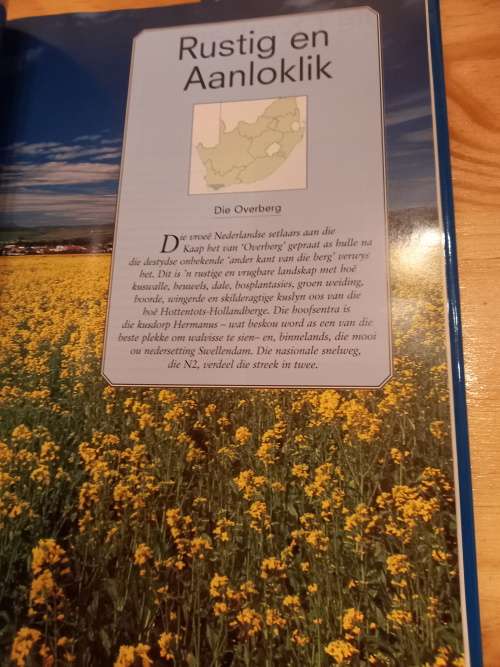 Rustig en
Aanloklik
Die Overberg
Die vroeë Nederlandse setlaars aan die
Kaap het van 'Overberg' gepraat as hulle na
die destydse onbekende 'ander kant van die berg' verwys
het. Dit is 'n rustige en vrugbare landskap met hoë
kuswalle, heuwels, dale, bosplantasies, groen weiding,
boorde, wingerde en skilderagtige kuslyn oos van die
hoë Hottentots-Hollandberge. Die hoofsentra is
die kusdorp Hermanus – wat beskou word as een van die
beste plekke om walvisse te sien– en, binnelands, die mooi
ou nedersetting Swellendam. Die nasionale snelweg,
die N2, verdeel die streek in twee.